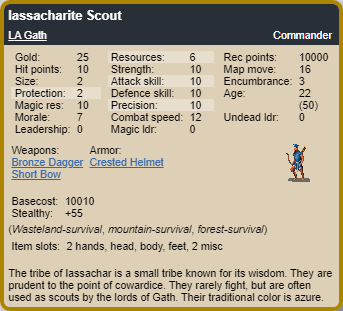 Iassacharite Scout
LA Gath Commander
Gold: 25 Resources: 6 Rec points: 10000
Hit points: 10 Strength: 10 Map move: 16
Size: 2 Attack skill: 10 Encumbrance: 3
Protection: 2 Defence skill: 10 Age: 22
Magic res: 10 Precision: 10 (50)
Morale: 7 Combat speed: 12 Undead ldr: 0
Leadership: 0 Magic ldr: 0
Weapons: Armor:
Bronze Dagger Crested Helmet
Short Bow
Basecost: 10010
Stealthy: +55
(Wasteland-survival, mountain-survival, forest-survival)
Item slots: 2 hands, head, body, feet, 2 misc
The tribe of Iassachar is a small tribe known for its wisdom. They are
prudent to the point of cowardice. They rarely fight, but are often
used as scouts by the lords of Gath. Their traditional color is azure.